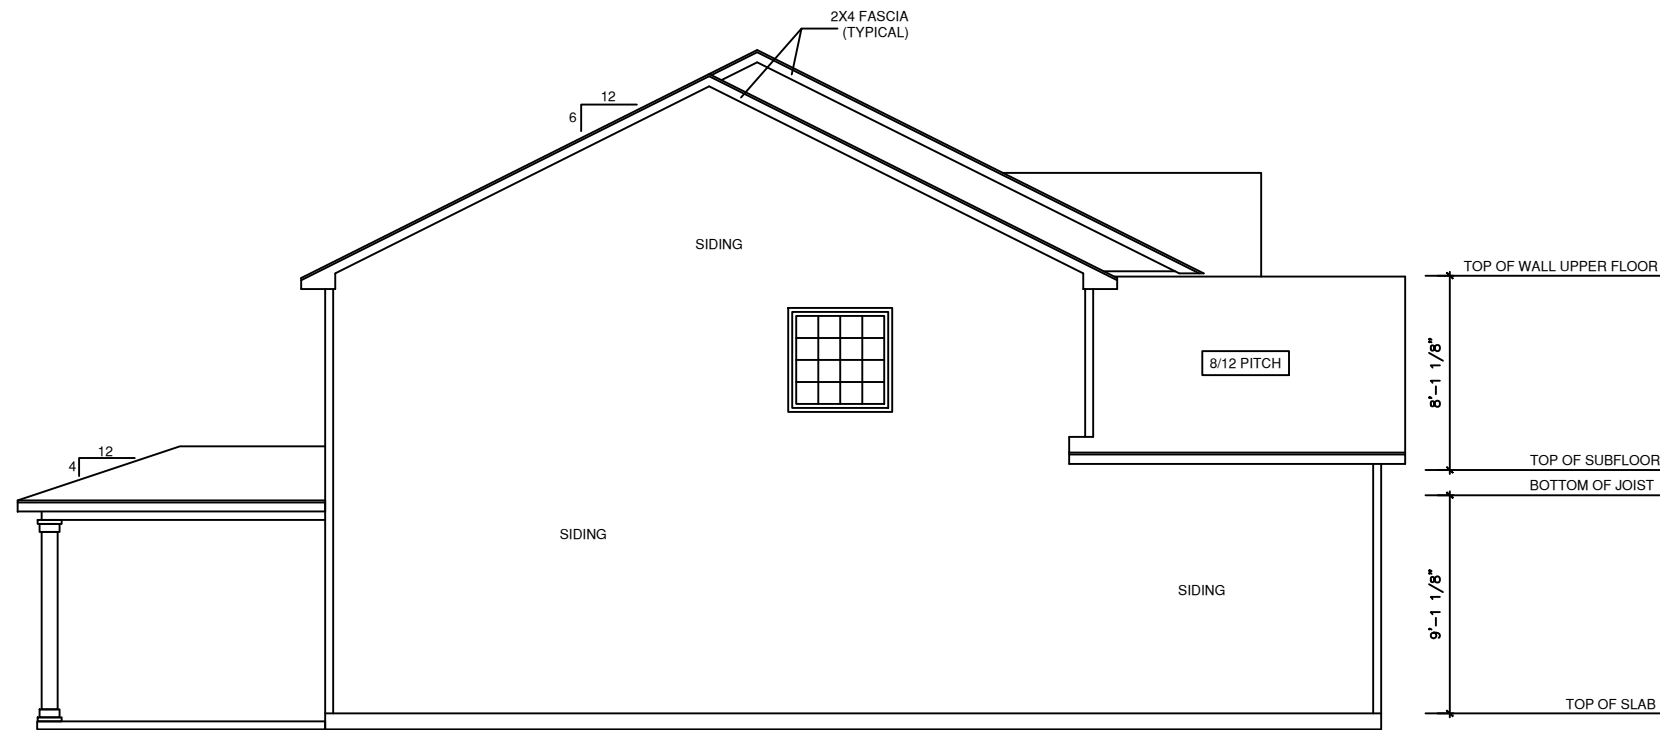 2X4 FASCIA
(TYPICAL)
12
6
SIDING
TOP OF WALL UPPER FLOOR
8/12 PITCH
8'-1 1/8"
12
4
TOP OF SUBFLOOR
BOTTOM OF JOIST
SIDING
SIDING
9'-1 1/8"
TOP OF SLAB